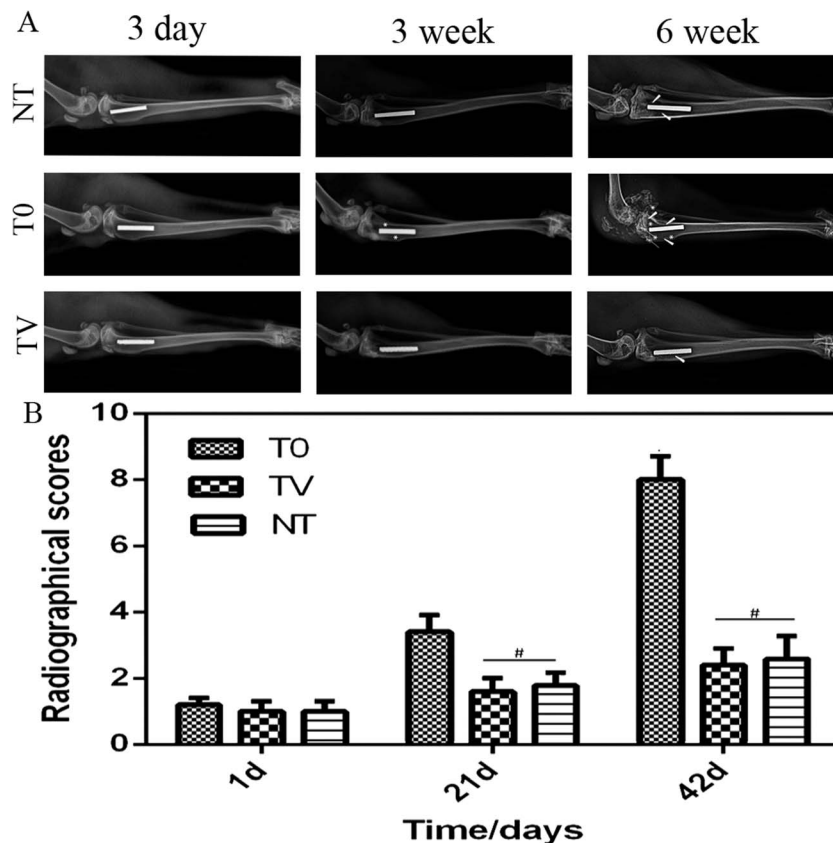 A
3 day
3 week
6 week
NT
T0
TV
B
Radiographical scores
10
8
6
4
2
0
T0
TV
NT
#
#
1d
21d
42d
Time/days